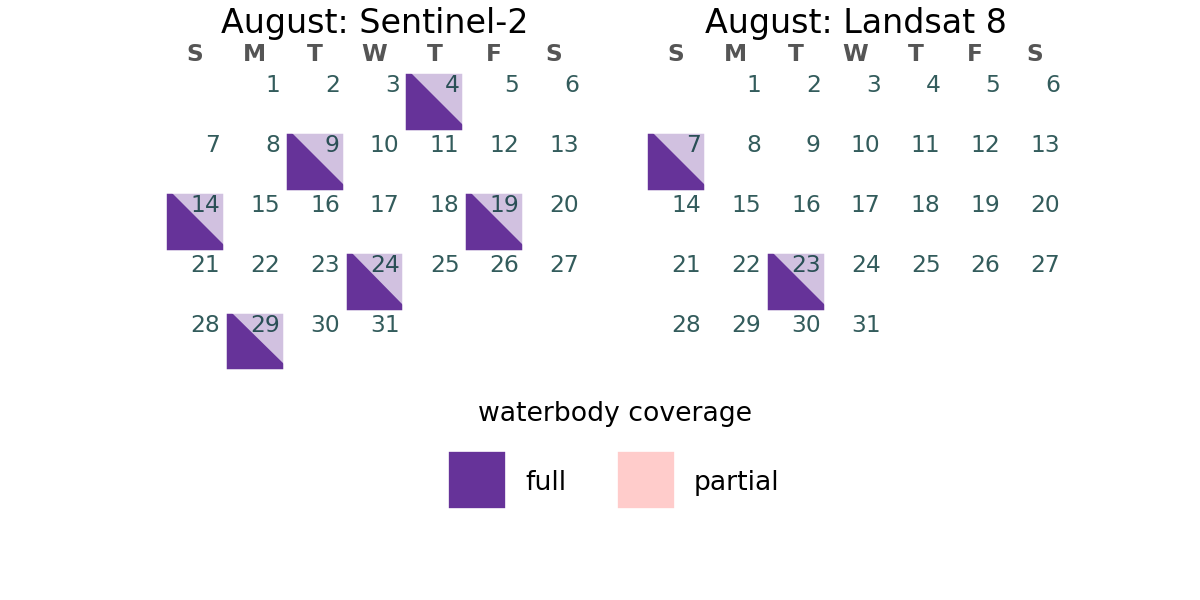 August: Sentinel-2
S M T W T F S
1 2 3 4 5 6
7 8 9 10 11 12 13
14 15 16 17 18 19 20
21 22 23 24 25 26 27
28 29 30 31
August: Landsat 8
S M T W T F S
1 2 3 4 5 6
7 8 9 10 11 12 13
14 15 16 17 18 19 20
21 22 23 24 25 26 27
28 29 30 31
waterbody coverage
full partial